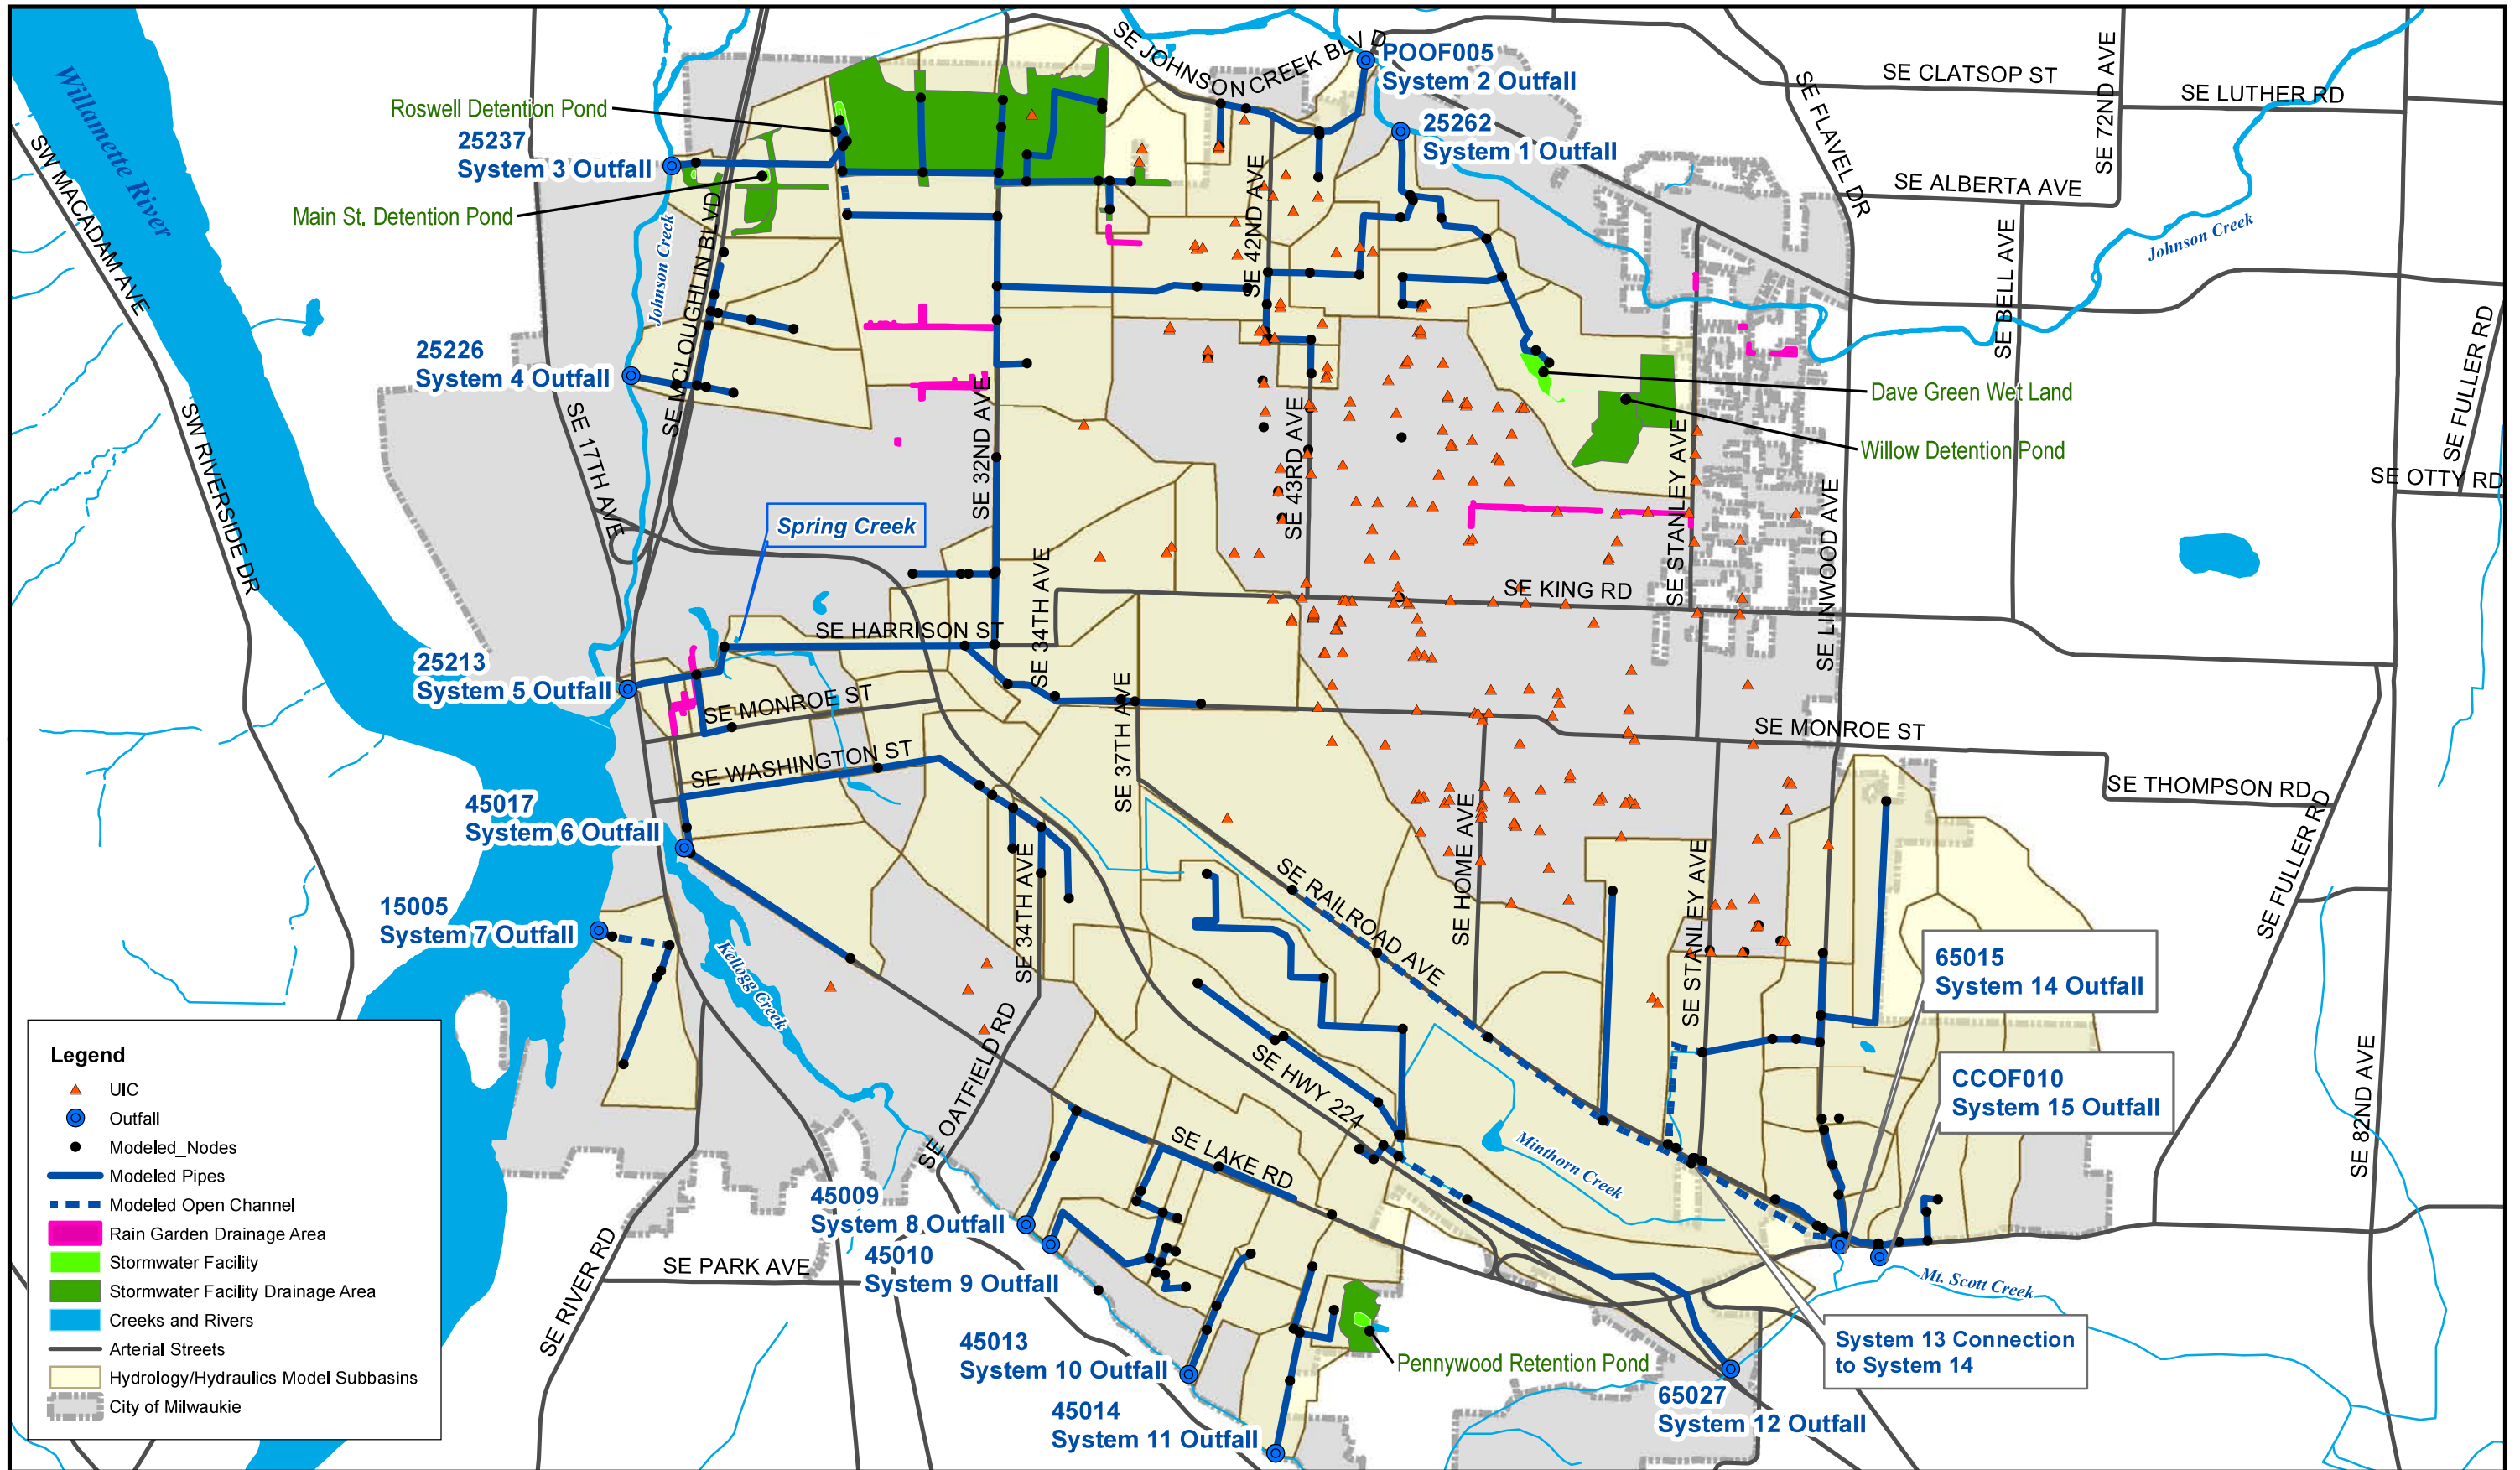 SE JOHNSON CREEK BLV D
POOF005
System 2 Outfall
SE CLATSOP ST
SE LUTHER RD
SE 72ND AVE
SE FLAVEL DR
Willamette River
Roswell Detention Pond
25237
System 3 Outfall
25262
System 1 Outfall
SW MACADAM AVE
Main St. Detention Pond
SE ALBERTA AVE
SE 42ND AVE
Johnson Creek
Johnson Creek
SE MCLOUGHLIN BLVD
SE BELL AVE
SE FULLER RD
25226
System 4 Outfall
Dave Green Wet Land
Willow Detention Pond
SE 17TH AVE
SW RIVERSIDE DR
SE 32ND AVE
SE 43RD AVE
SE STANLEY AVE
SE LINWOOD AVE
SE OTTY RD
Spring Creek
SE KING RD
SE 34TH AVE
SE HARRISON ST
25213
System 5 Outfall
SE MONROE ST
SE 37TH AVE
SE MONROE ST
SE WASHINGTON ST
SE THOMPSON RD
SE FULLER RD
45017
System 6 Outfall
SE HOME AVE
SE STANLEY AVE
SE 34TH AVE
SE RAILROAD AVE
15005
System 7 Outfall
Kellogg Creek
65015
System 14 Outfall
SE OATFIELD RD
SE HWY 224
CCOF010
System 15 Outfall
SE 82ND AVE
SE LAKE RD
Minthorn Creek
45009
System 8 Outfall
45010
System 9 Outfall
SE PARK AVE
SE RIVER RD
Mt. Scott Creek
45013
System 10 Outfall
Pennywood Retention Pond
System 13 Connection
to System 14
45014
System 11 Outfall
65027
System 12 Outfall
Legend
UIC
Outfall
Modeled_Nodes
Modeled Pipes
Modeled Open Channel
Rain Garden Drainage Area
Stormwater Facility
Stormwater Facility Drainage Area
Creeks and Rivers
Arterial Streets
Hydrology/Hydraulics Model Subbasins
City of Milwaukie